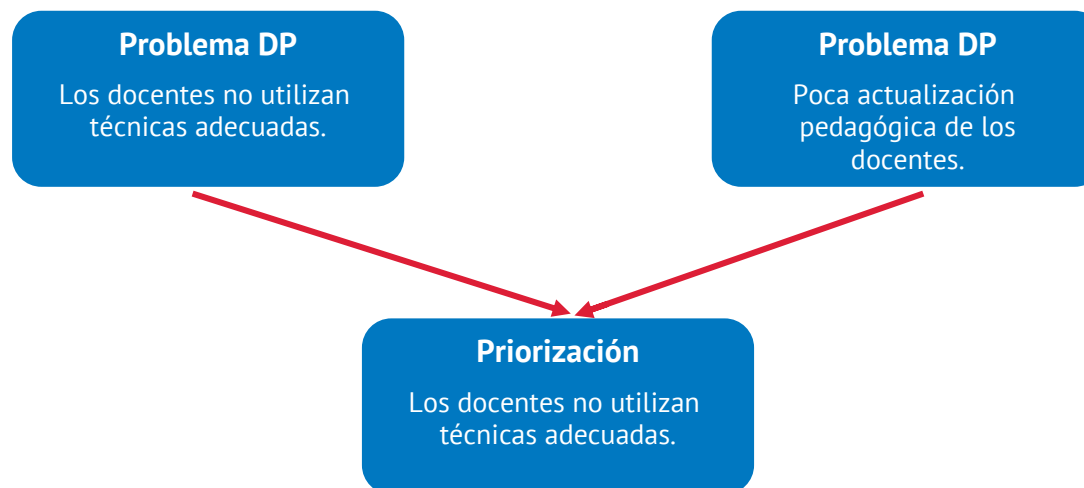 Problema DP
Los docentes no utilizan
técnicas adecuadas.
Problema DP
Poca actualización
pedagógica de los
docentes.
Priorización
Los docentes no utilizan
técnicas adecuadas.